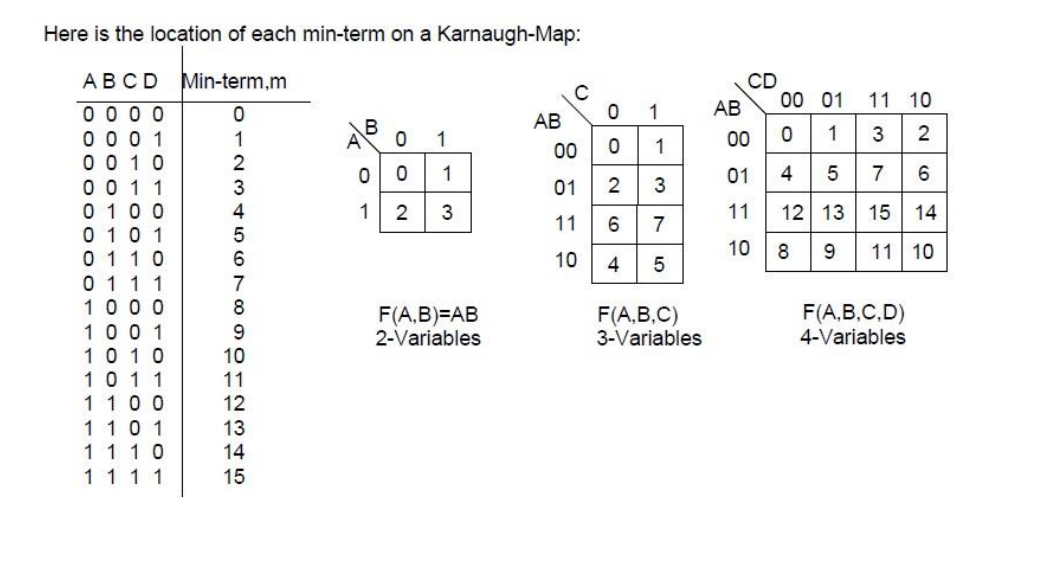 Here is the location of each min-term on a Karnaugh-Map:
A B C D Min-term,m
0 0 0 0 0
0 0 0 1 1
0 0 1 0 2
0 0 1 1 3
0 1 0 0 4
0 1 0 1 5
0 1 1 0 6
0 1 1 1 7
1 0 0 0 8
1 0 0 1 9
1 0 1 0 10
1 0 1 1 11
1 1 0 0 12
1 1 0 1 13
1 1 1 0 14
1 1 1 1 15
B
A 0 1
0 0 1
1 2 3
F(A,B)=AB
2-Variables
C
AB 0 1
00 0 1
01 2 3
11 6 7
10 4 5
F(A,B,C)
3-Variables
CD
AB 00 01 11 10
00 0 1 3 2
01 4 5 7 6
11 12 13 15 14
10 8 9 11 10
F(A,B,C,D)
4-Variables